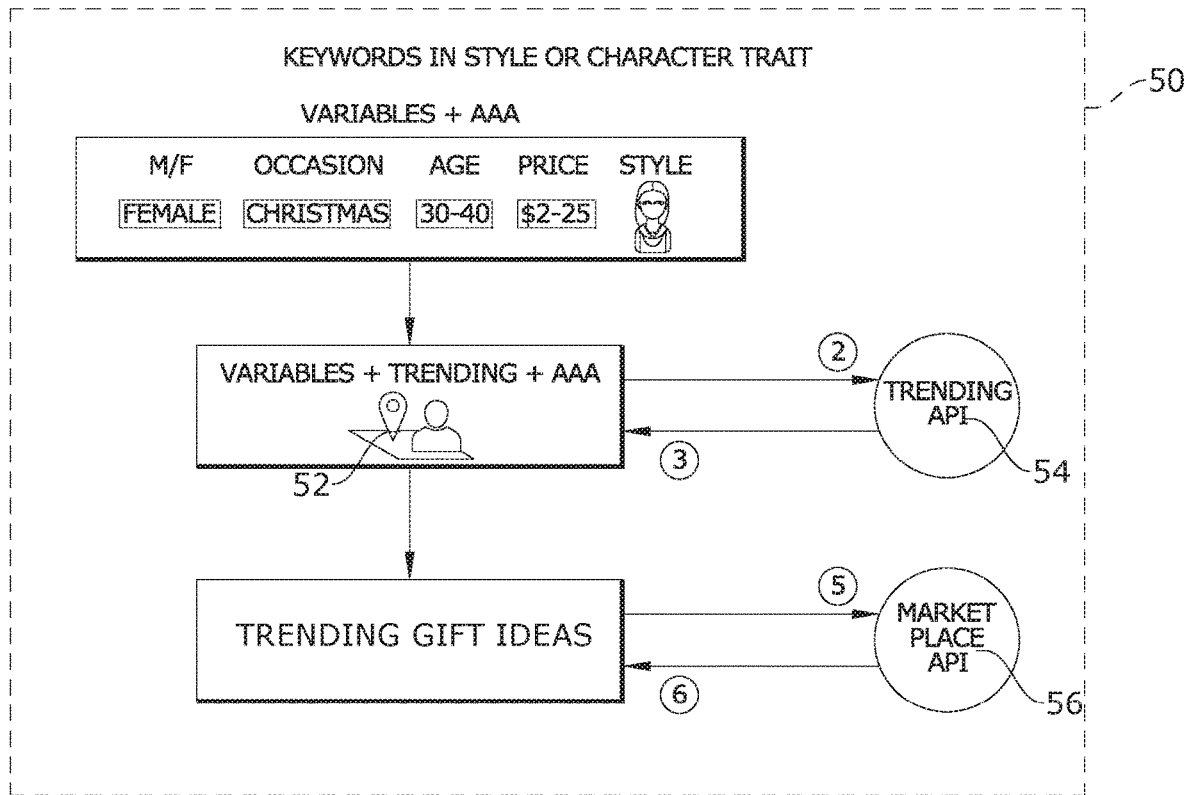 KEYWORDS IN STYLE OR CHARACTER TRAIT
50
VARIABLES + AAA
M/F OCCASION AGE PRICE STYLE
FEMALE CHRISTMAS 30-40 $2-25
VARIABLES + TRENDING + AAA
52
2
3
TRENDING
API
54
TRENDING GIFT IDEAS
5
6
MARKET
PLACE
API
56